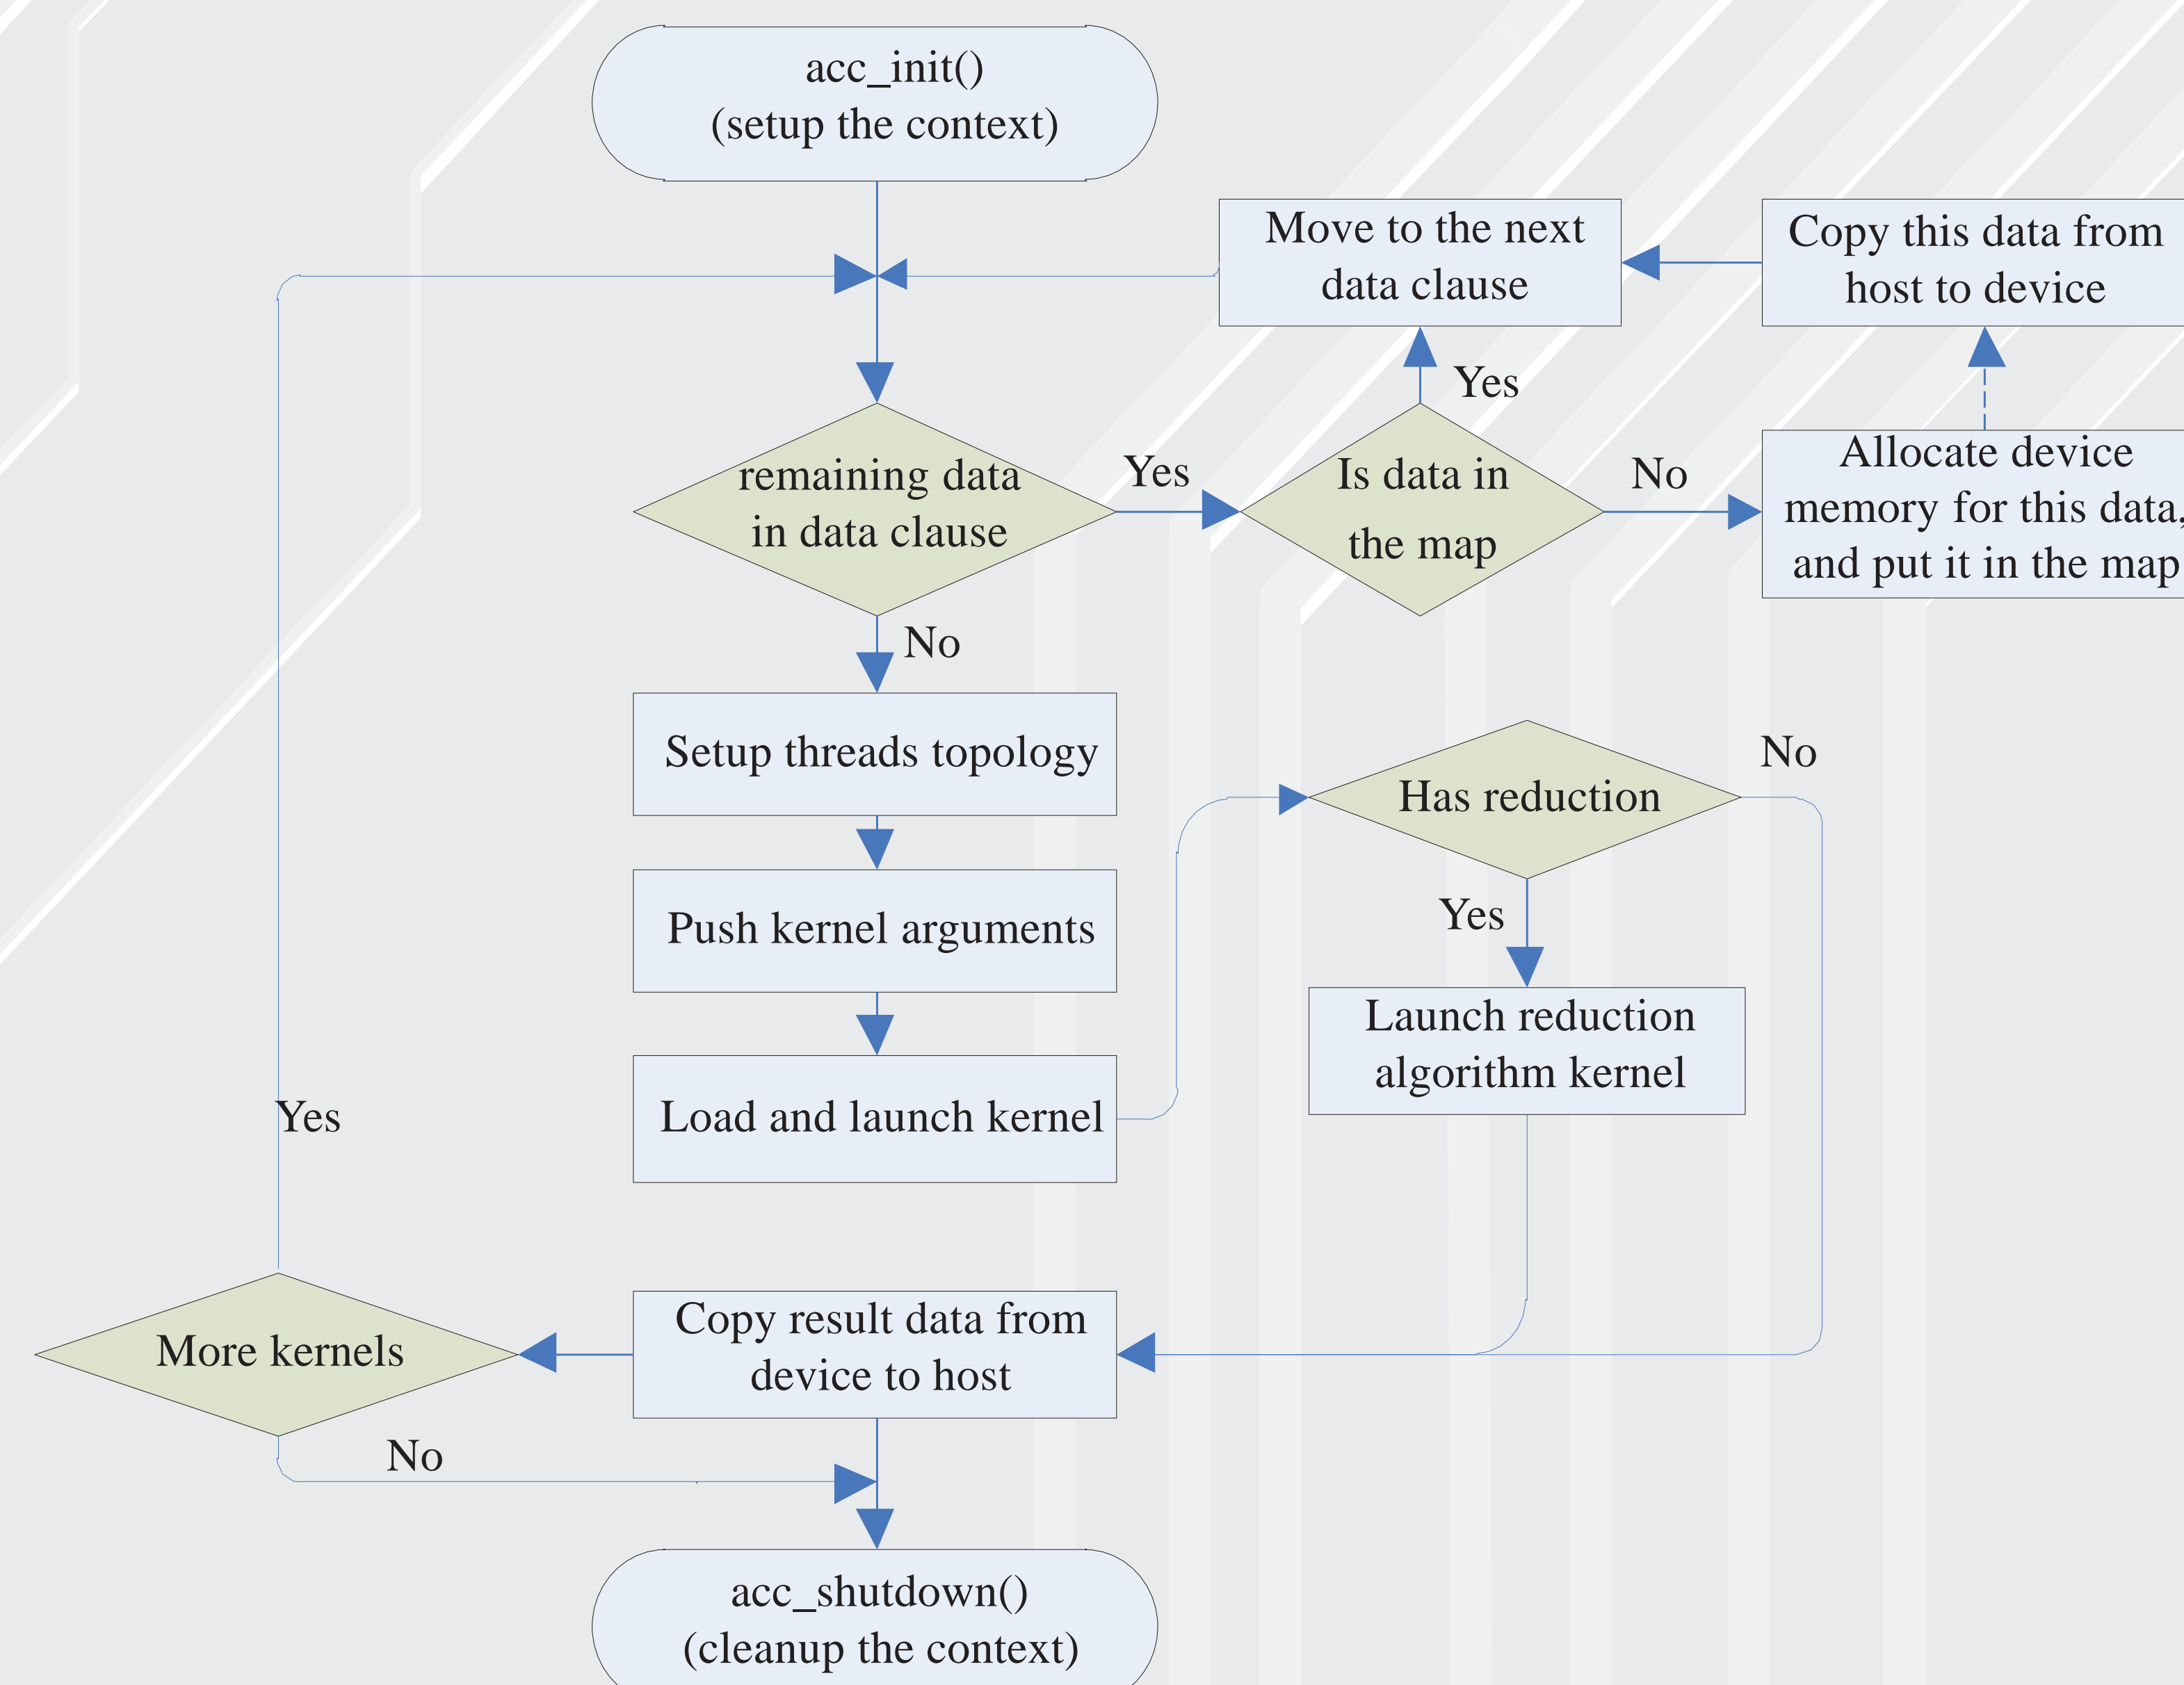 acc_init()
(setup the context)
Move to the next
data clause
Copy this data from
host to device
Yes
remaining data
in data clause
Yes
Is data in
the map
No
Allocate device
memory for this data,
and put it in the map
No
Setup threads topology
Has reduction
No
Push kernel arguments
Yes
Launch reduction
algorithm kernel
Load and launch kernel
Yes
More kernels
Copy result data from
device to host
No
acc_shutdown()
(cleanup the context)